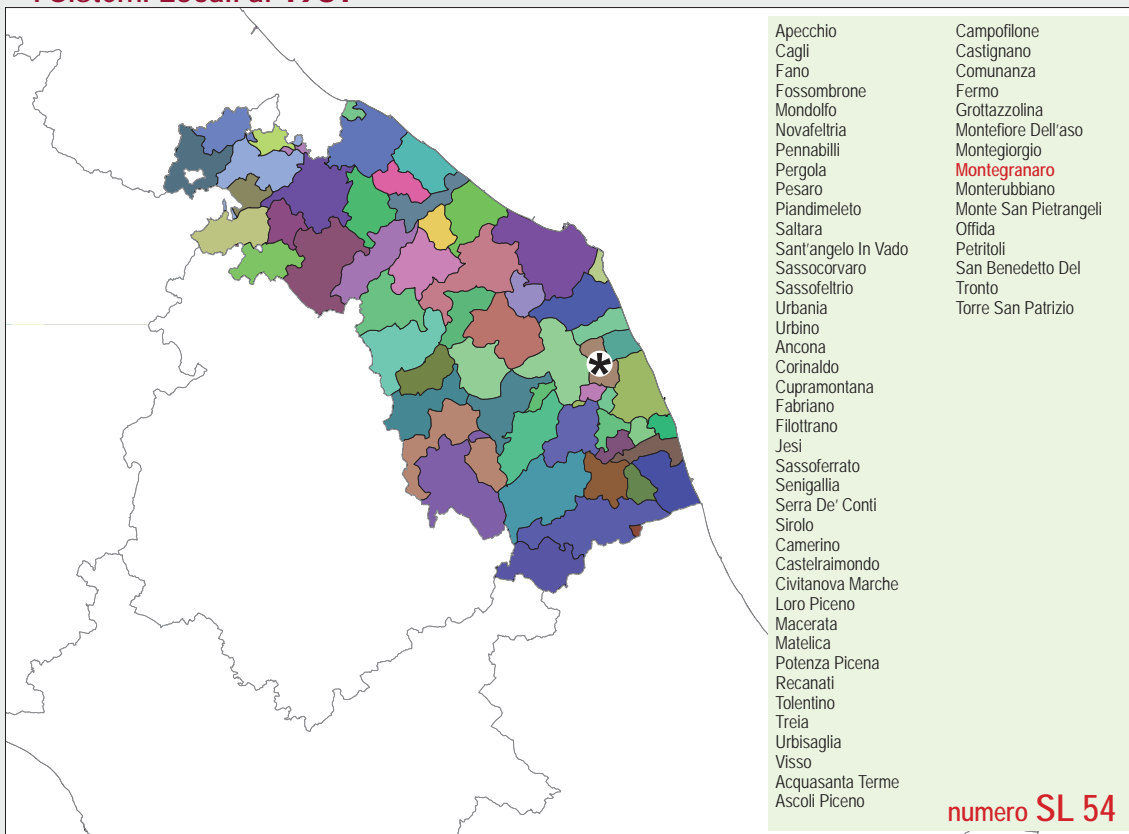 I Sistemi Locali al
Apecchio
Cagli
Fano
Fossombrone
Mondolfo
Novafeltria
Pennabilli
Pergola
Pesaro
Piandimeleto
Saltara
Sant'angelo In Vado
Sassocorvaro
Sassofeltrio
Urbania
Urbino
Ancona
Corinaldo
Cupramontana
Fabriano
Filottrano
Jesi
Sassoferrato
Senigallia
Serra De' Conti
Sirolo
Camerino
Castelraimondo
Civitanova Marche
Loro Piceno
Macerata
Matelica
Potenza Picena
Recanati
Tolentino
Treia
Urbisaglia
Visso
Acquasanta Terme
Ascoli Piceno
Campofilone
Castignano
Comunanza
Fermo
Grottazzolina
Montefiore Dell'aso
Montegiorgio
Montegranaro
Monterubbiano
Monte San Pietrangeli
Offida
Petritoli
San Benedetto Del
Tronto
Torre San Patrizio
numero SL 54